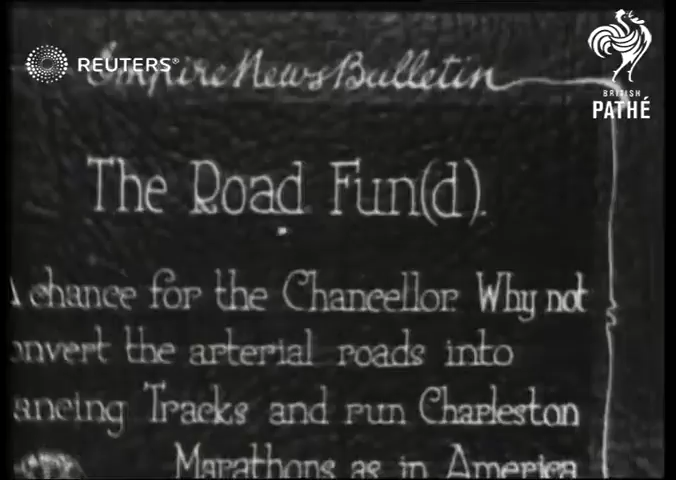 REUTERS
Empire News Bulletin
BRITISH
PATHÉ
The Road Fun(d).
A chance for the Chancellor. Why not
onvert the arterial roads into
ancing Tracks and run Charleston
Marathons as in America